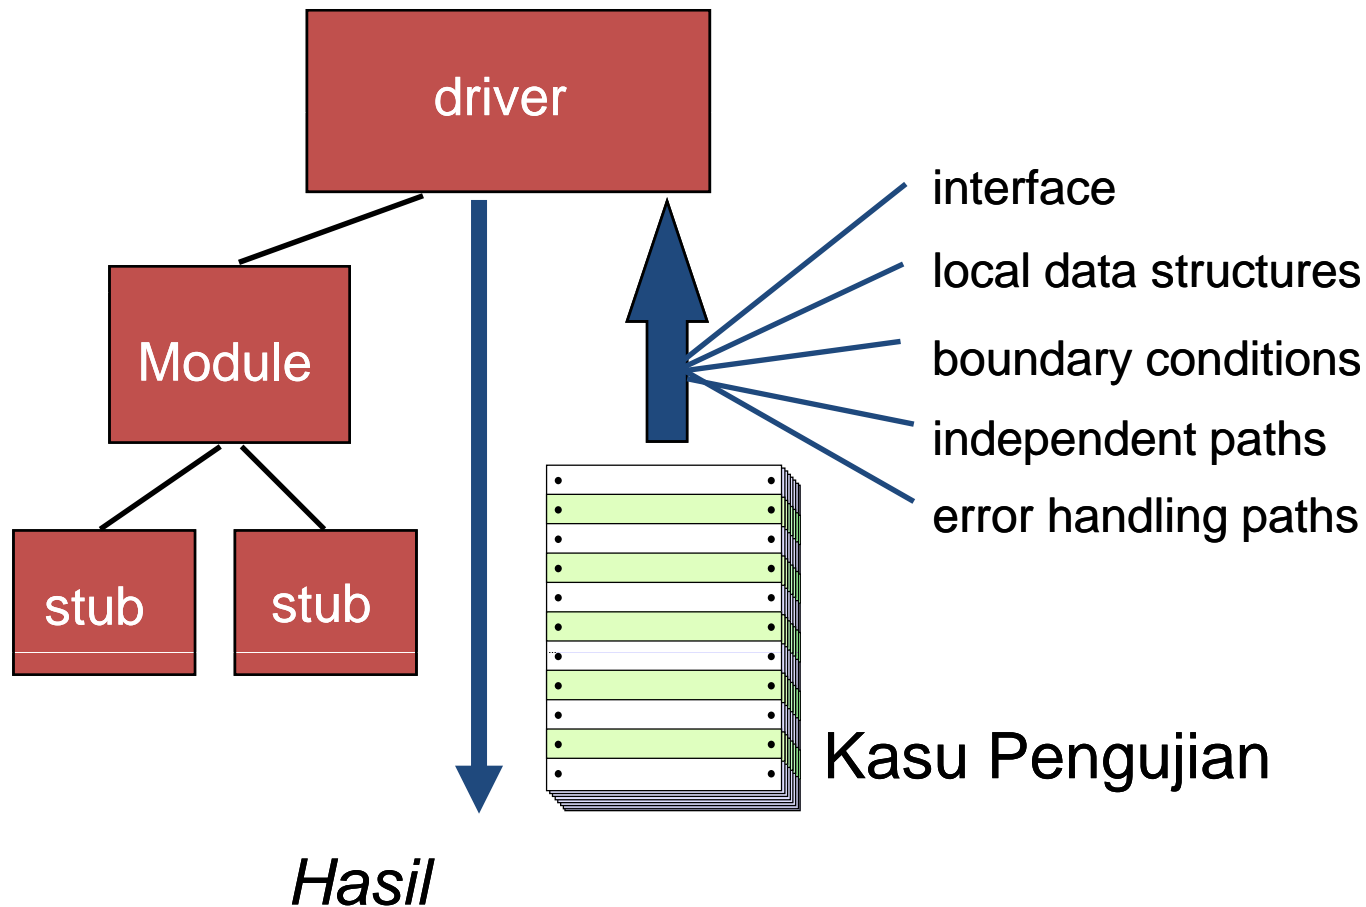 driver
interface
local data structures
Module
boundary conditions
independent paths
error handling paths
stub
stub
Kasu Pengujian
Hasil